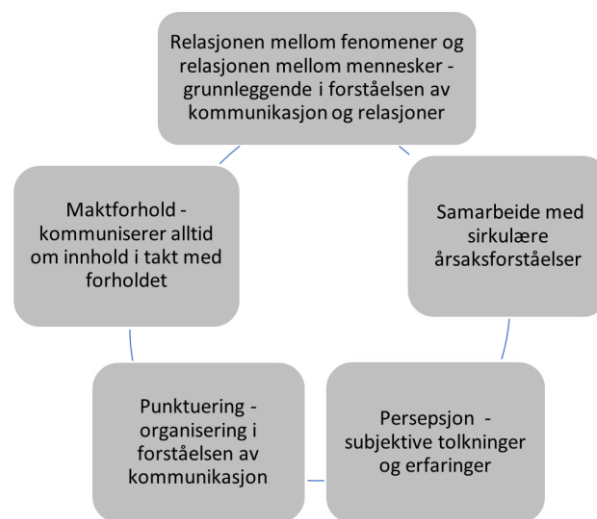 Relasjonen mellom fenomener og
relasjonen mellom mennesker -
grunnleggende i forståelsen av
kommunikasjon og relasjoner
Samarbeide med
sirkulære
årsaksforståelser
Persepsjon -
subjektive tolkninger
og erfaringer
Punktuering -
organisering i
forståelsen av
kommunikasjon
Maktforhold -
kommuniserer alltid
om innhold i takt med
forholdet